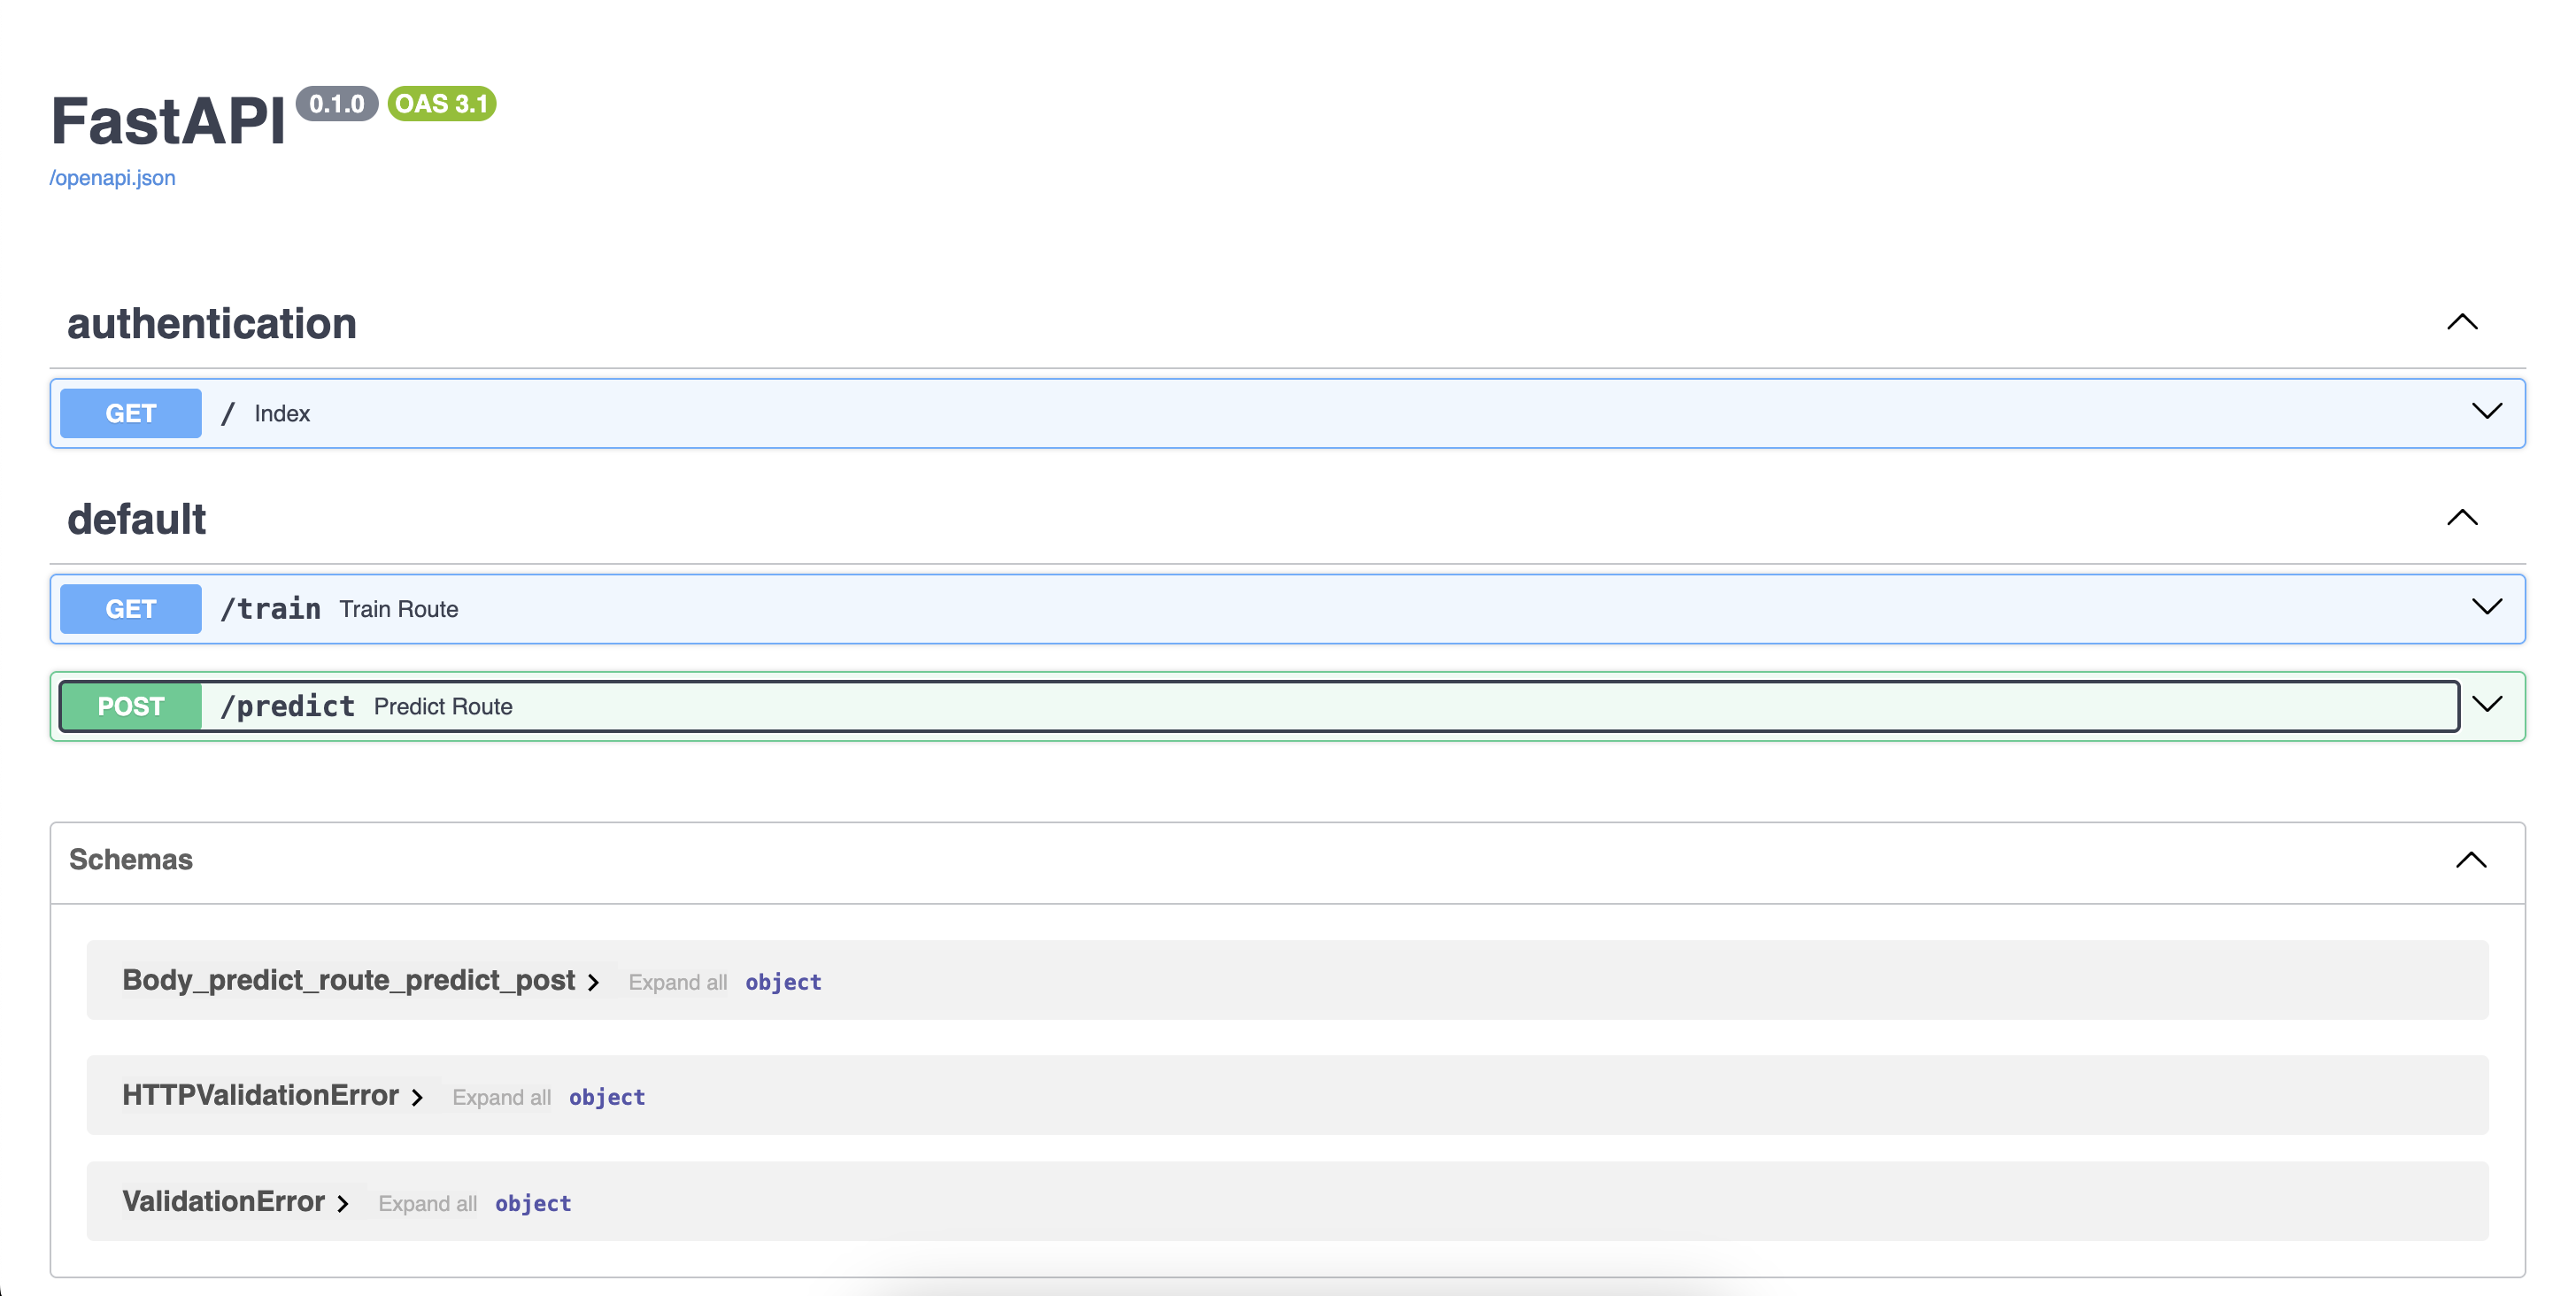 FastAPI 0.1.0 OAS 3.1
/openapi.json
authentication
GET / Index
default
GET /train Train Route
POST /predict Predict Route
Schemas
Body_predict_route_predict_post Expand all object
HTTPValidationError Expand all object
ValidationError Expand all object